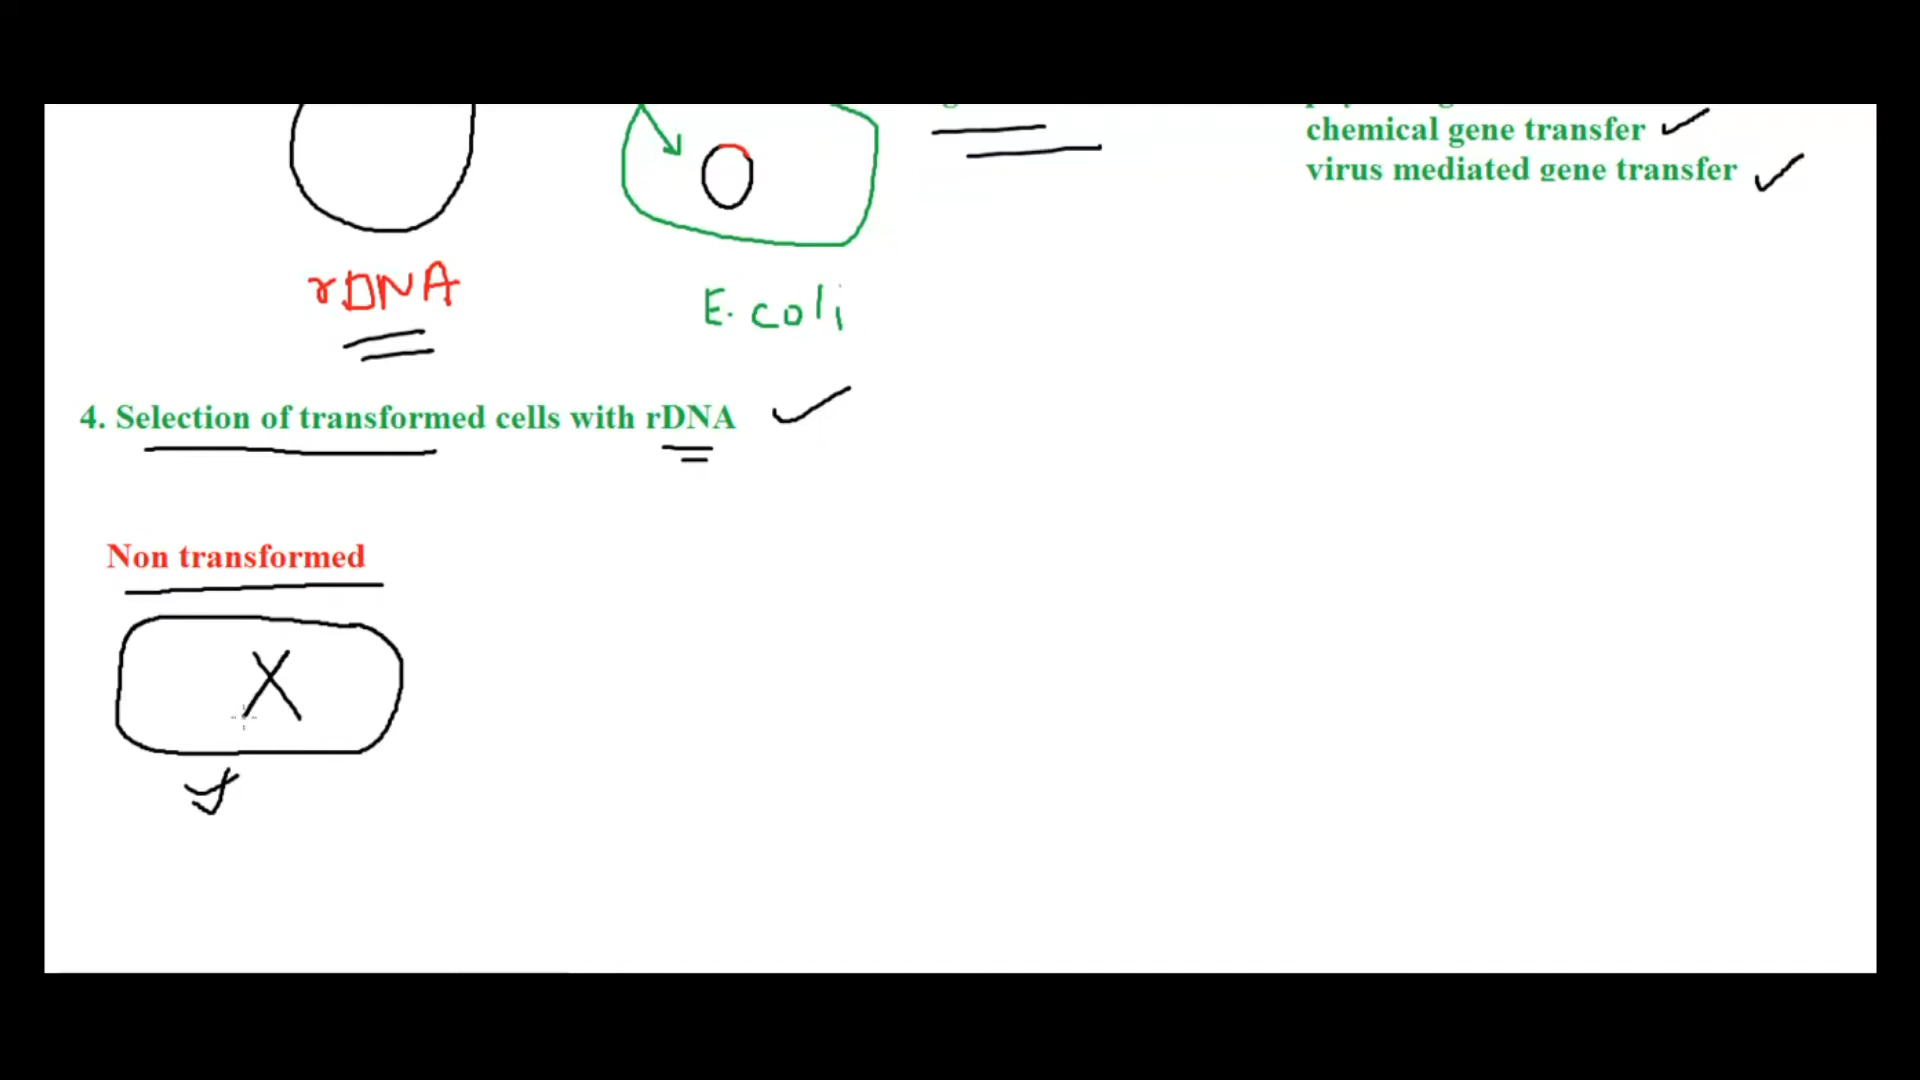 chemical gene transfer
virus mediated gene transfer
rDNA
E. coli
4. Selection of transformed cells with rDNA
Non transformed
X